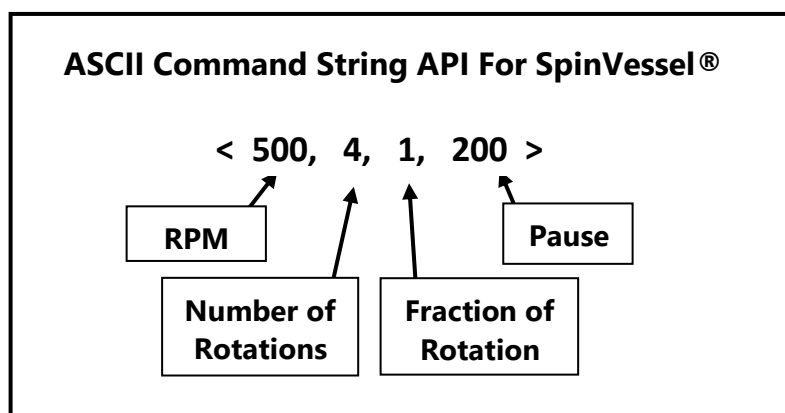 ASCII Command String API For SpinVessel®
< 500, 4, 1, 200 >
RPM
Pause
Number of
Rotations
Fraction of
Rotation